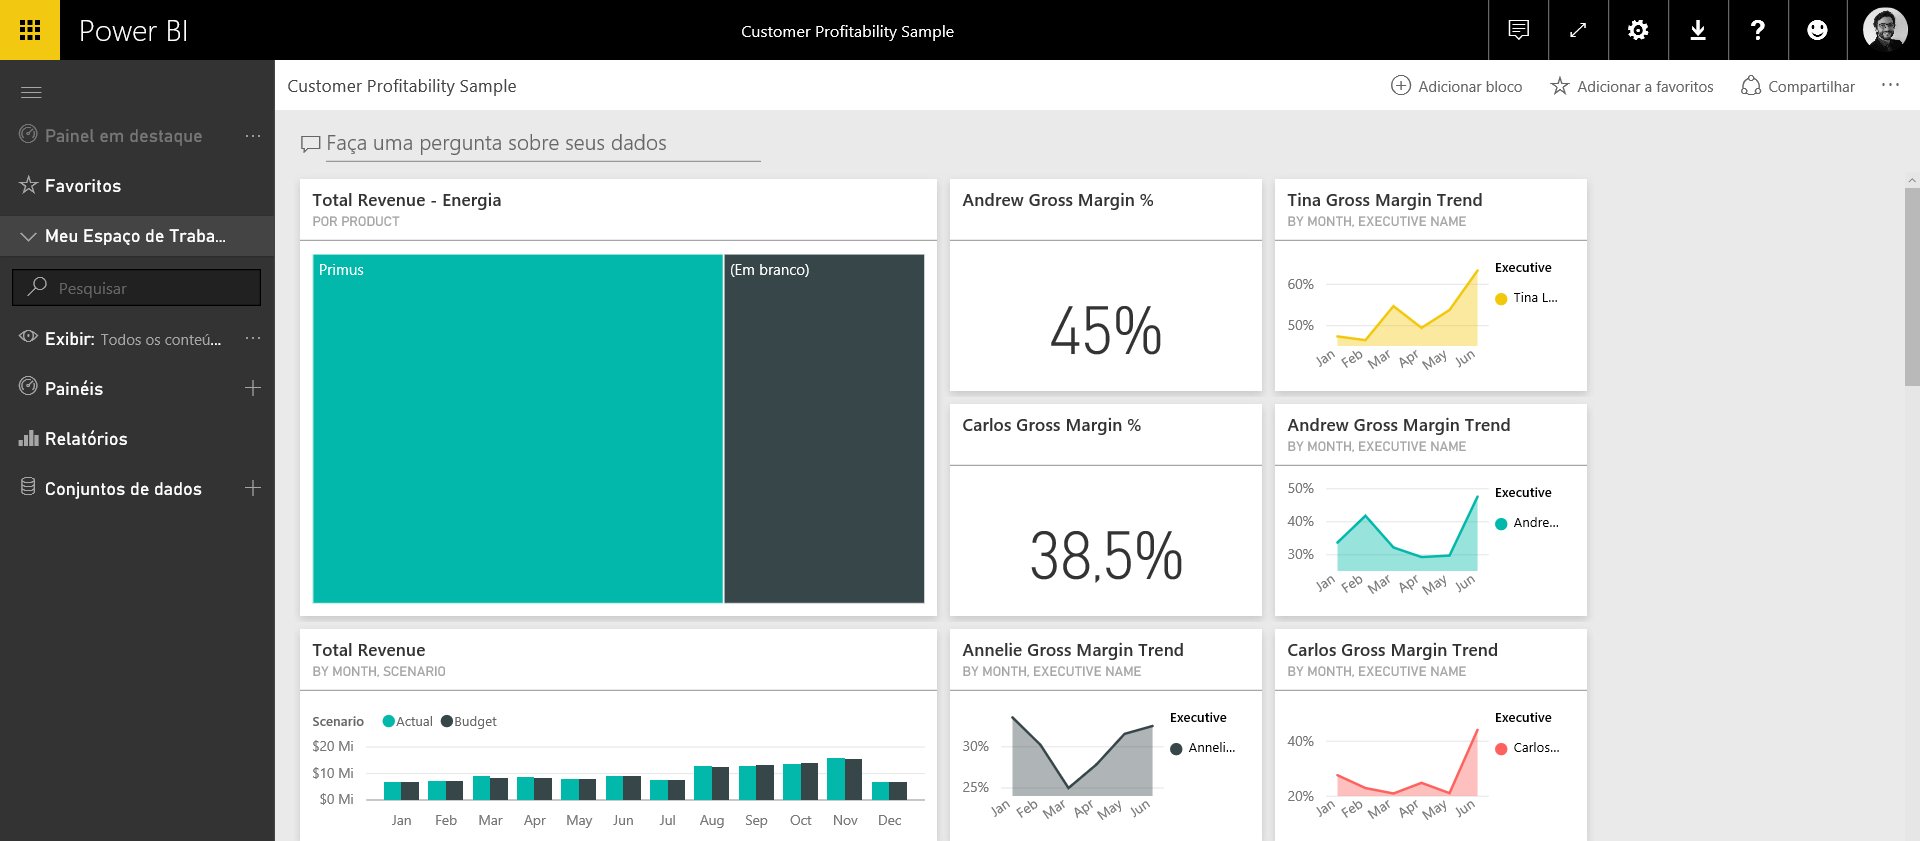 Power BI
Customer Profitability Sample
?
Customer Profitability Sample
Adicionar bloco
Adicionar a favoritos
Compartilhar
...
Painel em destaque
...
Favoritos
Meu Espaço de Traba...
Pesquisar
Exibir: Todos os conteú...
...
Painéis
Relatórios
Conjuntos de dados
Faça uma pergunta sobre seus dados
Total Revenue - Energia
POR PRODUCT
Primus
(Em branco)
Andrew Gross Margin %
45%
Tina Gross Margin Trend
BY MONTH, EXECUTIVE NAME
Executive
Tina L...
60%
50%
Jan Feb Mar Apr May Jun
Carlos Gross Margin %
38,5%
Andrew Gross Margin Trend
BY MONTH, EXECUTIVE NAME
Executive
Andre...
50%
40%
30%
Jan Feb Mar Apr May Jun
Total Revenue
BY MONTH, SCENARIO
Scenario Actual Budget
$20 Mi
$10 Mi
$0 Mi
Jan Feb Mar Apr May Jun Jul Aug Sep Oct Nov Dec
Annelie Gross Margin Trend
BY MONTH, EXECUTIVE NAME
Executive
Anneli...
30%
25%
Jan Feb Mar Apr May Jun
Carlos Gross Margin Trend
BY MONTH, EXECUTIVE NAME
Executive
Carlos...
40%
20%
Jan Feb Mar Apr May Jun